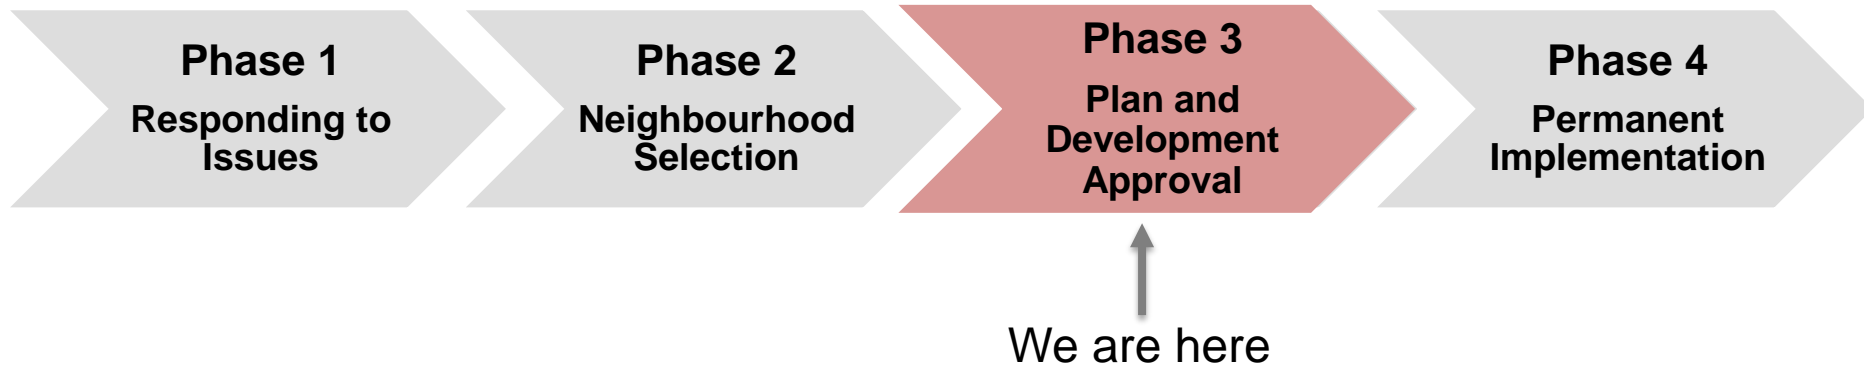 Phase 1
Responding to
Issues
Phase 2
Neighbourhood
Selection
Phase 3
Plan and
Development
Approval
Phase 4
Permanent
Implementation
We are here